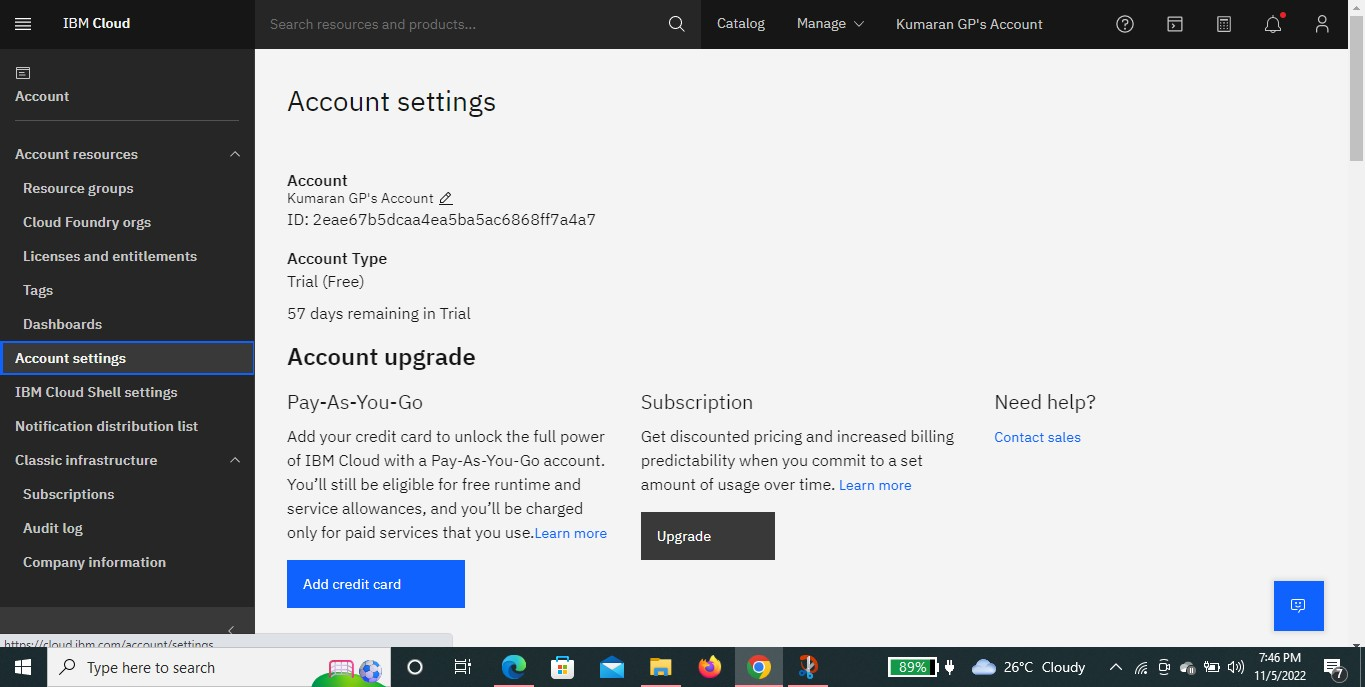 IBM Cloud
Search resources and products...
Catalog
Manage
Kumaran GP's Account
Account
Account resources
Resource groups
Cloud Foundry orgs
Licenses and entitlements
Tags
Dashboards
Account settings
IBM Cloud Shell settings
Notification distribution list
Classic infrastructure
Subscriptions
Audit log
Company information
https://cloud.ibm.com/account/settings
Account settings
Account
Kumaran GP's Account
ID: 2eae67b5dcaa4ea5ba5ac6868ff7a4a7
Account Type
Trial (Free)
57 days remaining in Trial
Account upgrade
Pay-As-You-Go
Add your credit card to unlock the full power
of IBM Cloud with a Pay-As-You-Go account.
You’ll still be eligible for free runtime and
service allowances, and you’ll be charged
only for paid services that you use.Learn more
Add credit card
Subscription
Get discounted pricing and increased billing
predictability when you commit to a set
amount of usage over time. Learn more
Upgrade
Need help?
Contact sales
Type here to search
89%
26°C Cloudy
7:46 PM
11/5/2022
7